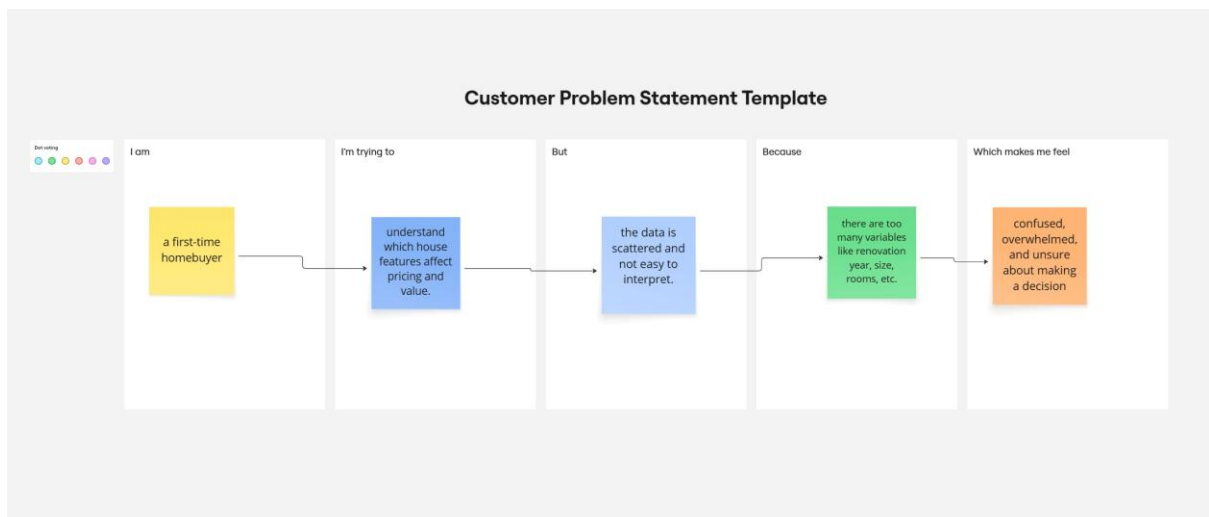 Customer Problem Statement Template
Dot voting
I am
I'm trying to
But
Because
Which makes me feel
a first-time
homebuyer
understand
which house
features affect
pricing and
value.
the data is
scattered and
not easy to
interpret.
there are too
many variables
like renovation
year, size,
rooms, etc.
confused,
overwhelmed,
and unsure
about making
a decision